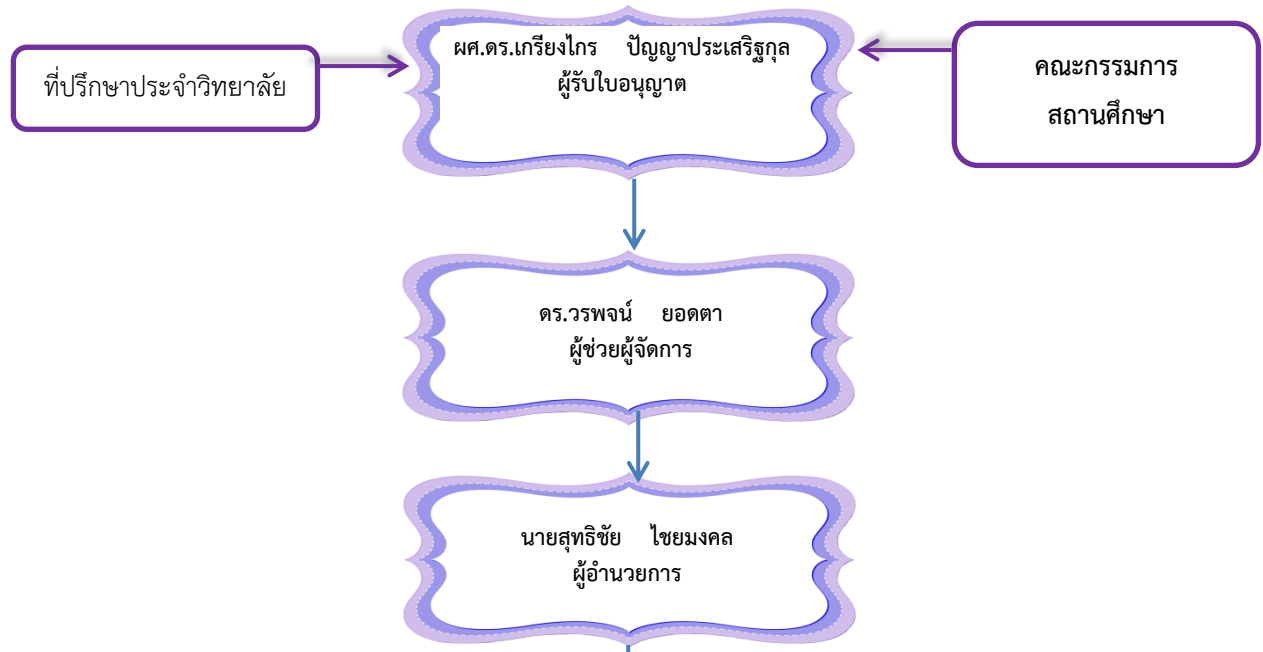 ผศ.ดร.เกรียงไกร ปัญญาประเสริฐกุล
ผู้รับใบอนุญาต
ที่ปรึกษาประจำวิทยาลัย
คณะกรรมการ
สถานศึกษา
ดร.วรพจน์ ยอดตา
ผู้ช่วยผู้จัดการ
นายสุทธิชัย ไชยมงคล
ผู้อำนวยการ